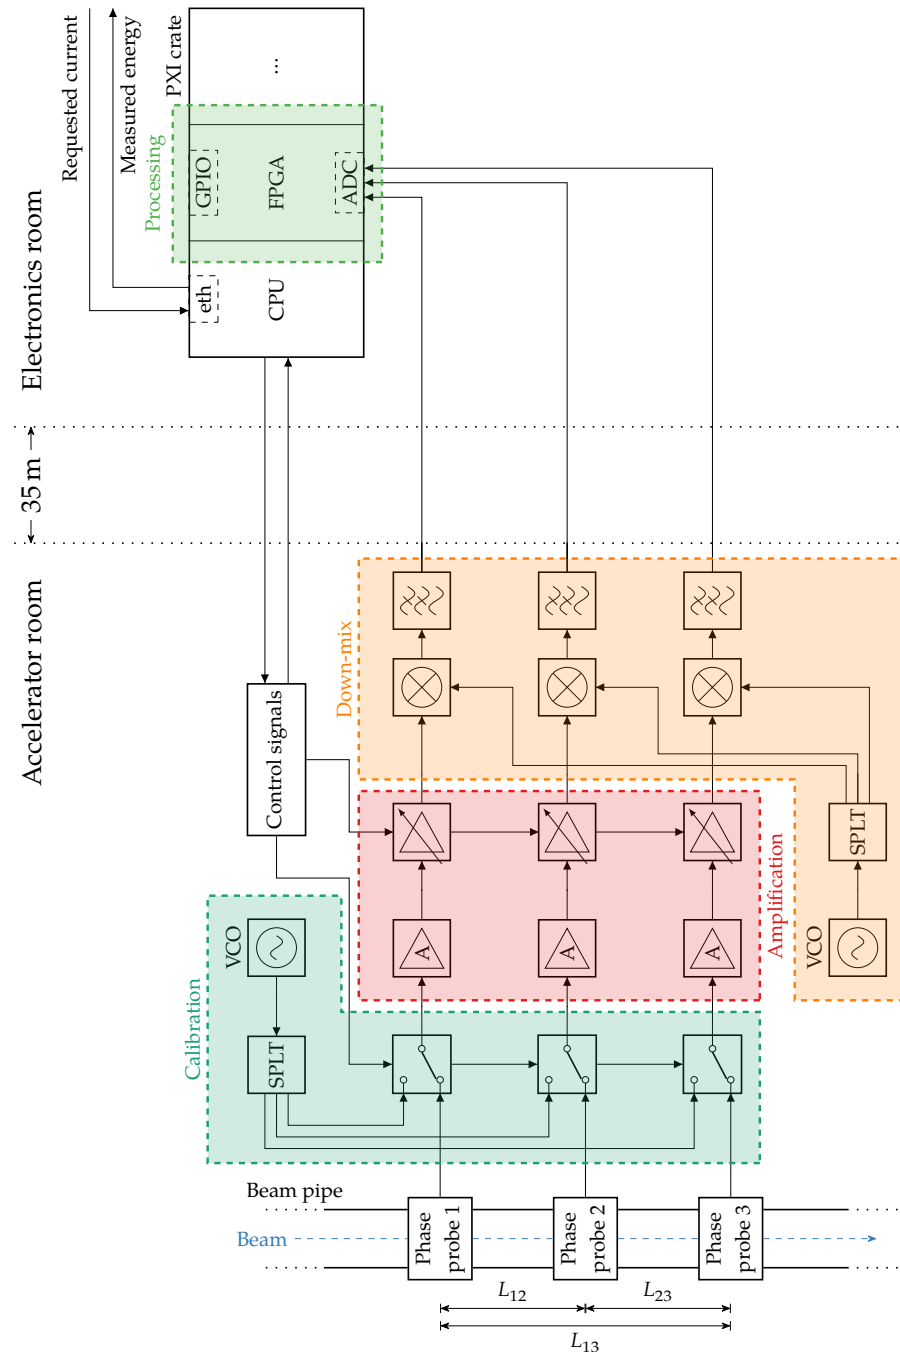 Requested current
Measured energy
PXI crate
...
Processing
GPIO
FPGA
ADC
eth
CPU
Electronics room
35 m
Accelerator room
Control signals
Down-mix
Amplification
A
A
A
SPLT
VCO
Calibration
VCO
SPLT
Beam pipe
Beam
Phase
probe 1
Phase
probe 2
Phase
probe 3
L12
L23
L13